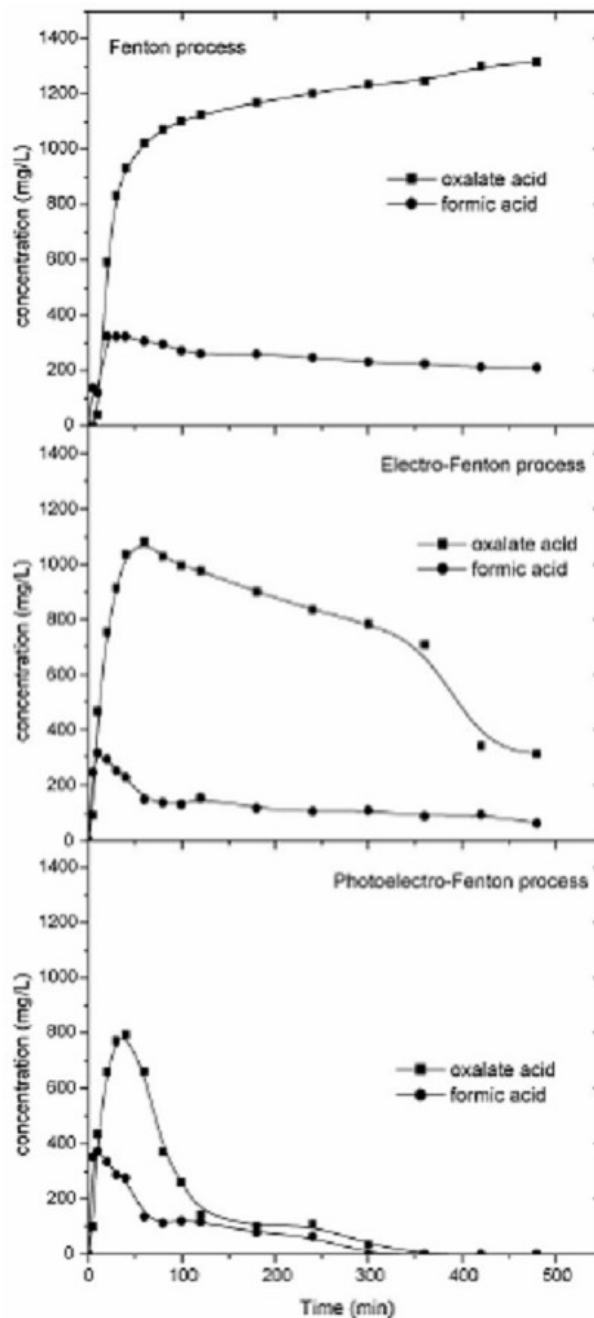 Fenton process
1400
1200
1000
800
600
400
200
0
concentration (mg/L)
oxalate acid
formic acid
Electro-Fenton process
1400
1200
1000
800
600
400
200
0
concentration (mg/L)
oxalate acid
formic acid
Photoelectro-Fenton process
1400
1200
1000
800
600
400
200
0
concentration (mg/L)
oxalate acid
formic acid
0 100 200 300 400 500
Time (min)